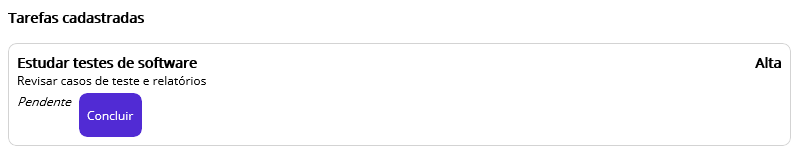 Tarefas cadastradas
Estudar testes de software Alta
Revisar casos de teste e relatórios
Pendente Concluir